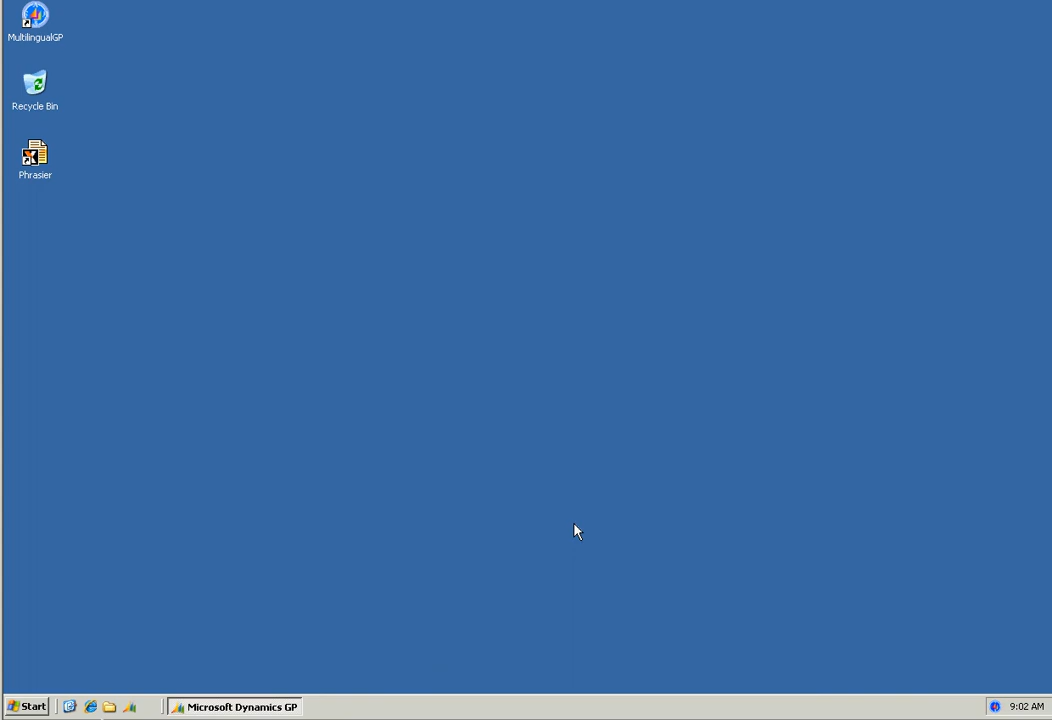 MultilingualGP
Recycle Bin
Phrasier
Start
Microsoft Dynamics GP
9:02 AM